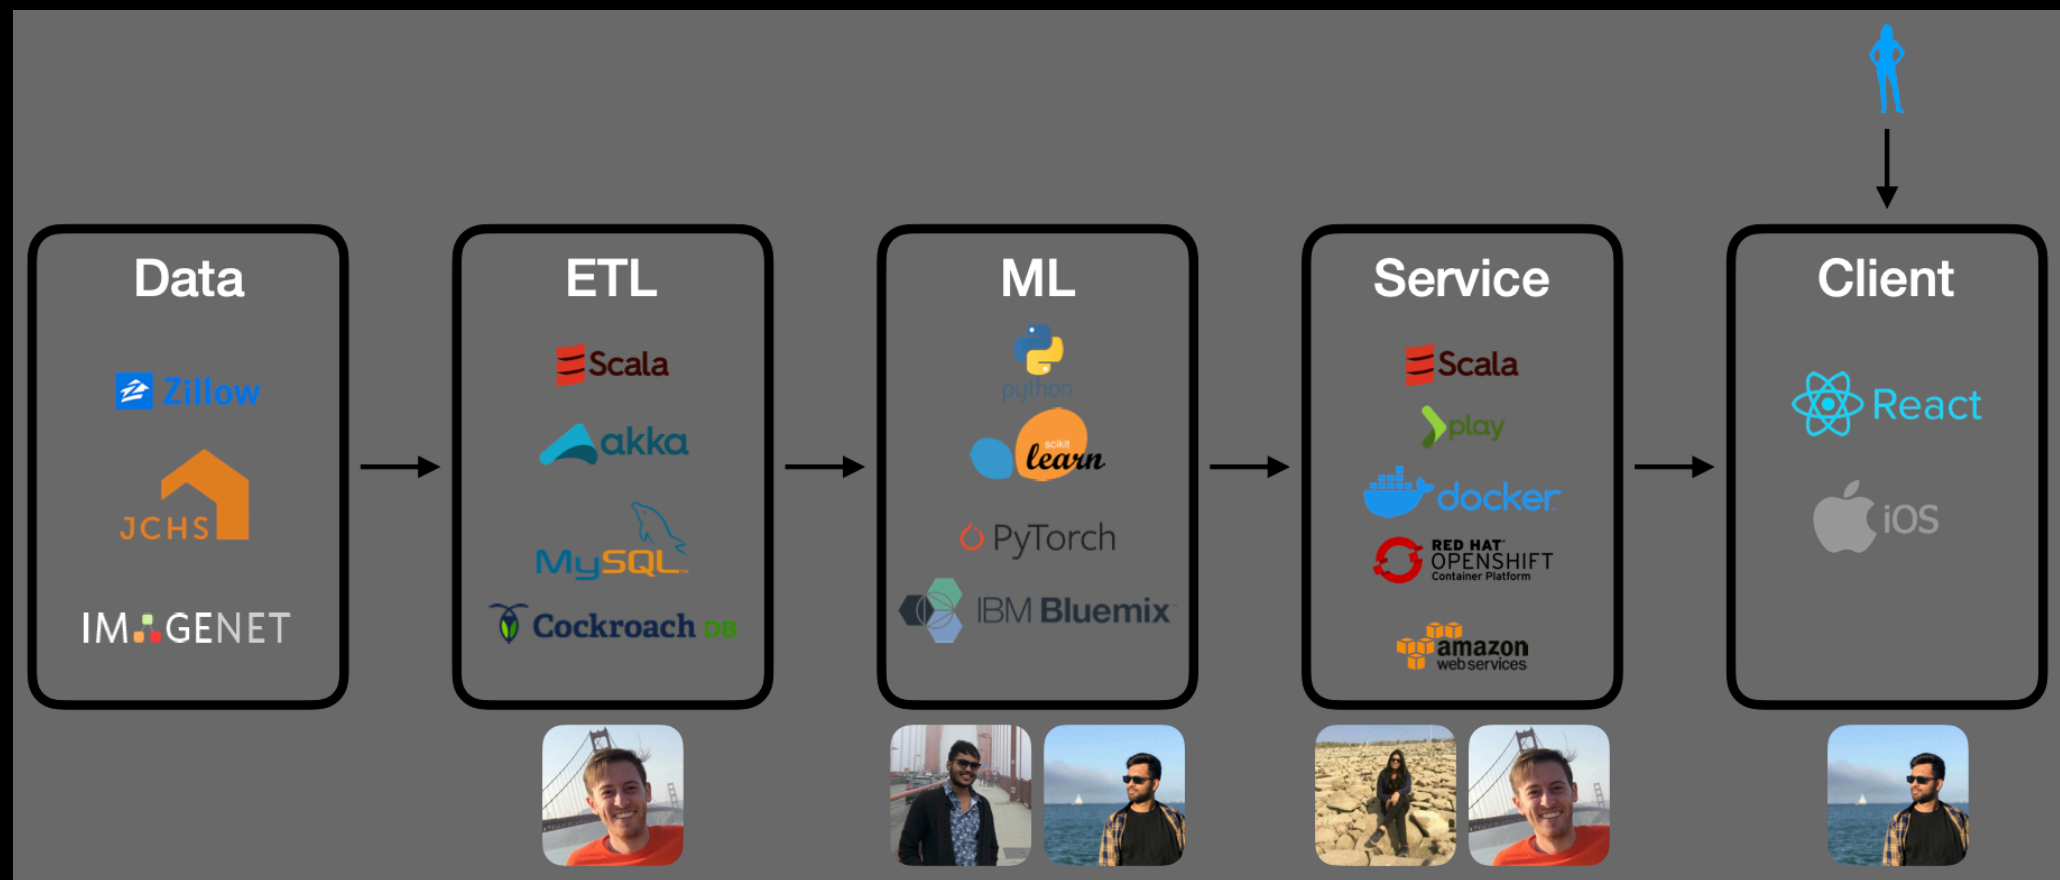 Data
Zillow
JCHS
IMAGENET
ETL
Scala
akka
MySQL
Cockroach DB
ML
python
scikit
learn
PyTorch
IBM Bluemix
Service
Scala
play
docker
RED HAT
OPENSHIFT
Container Platform
amazon
web services
Client
React
iOS